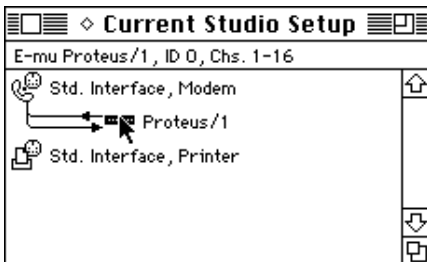 ◇ Current Studio Setup
E-mu Proteus/1, ID 0, Chs. 1-16
Std. Interface, Modem
Proteus/1
Std. Interface, Printer